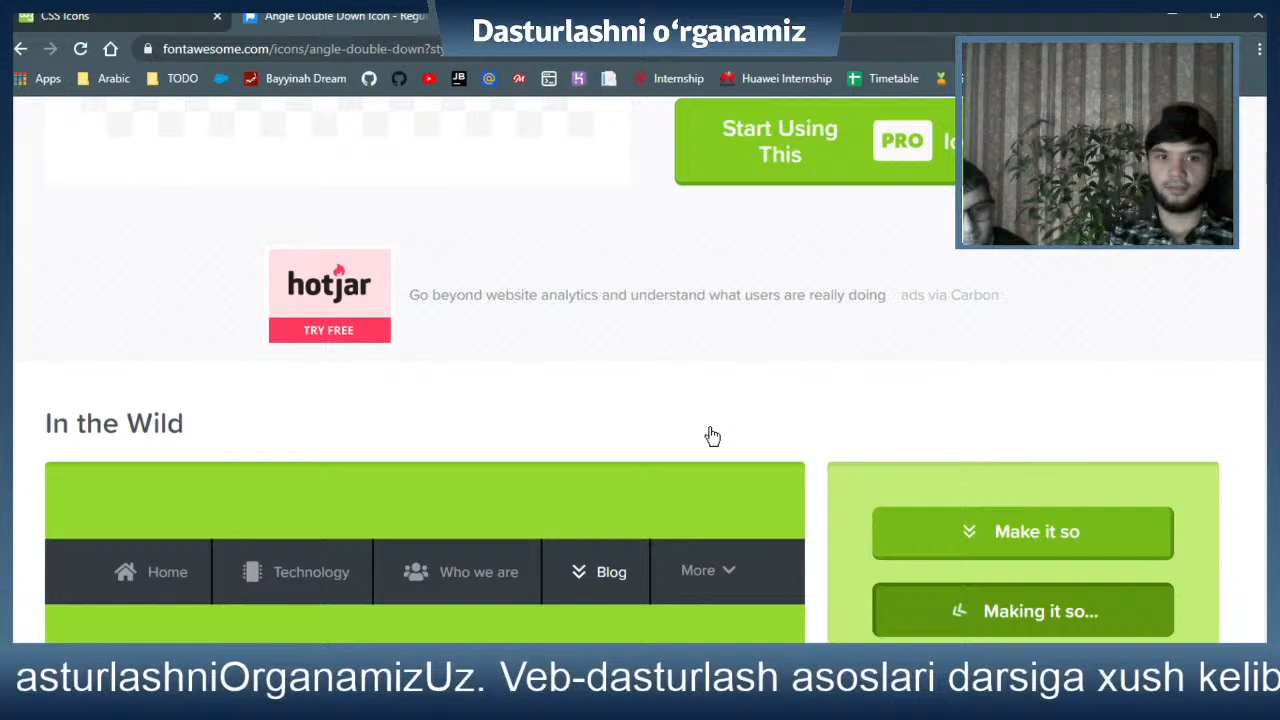 Dasturlashni o‘rganamiz
CSS Icons
Angle Double Down Icon - Regu
fontawesome.com/icons/angle-double-down?sty
Apps
Arabic
TODO
Bayyinah Dream
JB
Internship
Huawei Internship
Timetable
Start Using
This
PRO
hotjar
TRY FREE
Go beyond website analytics and understand what users are really doing
ads via Carbon
In the Wild
Home
Technology
Who we are
Blog
More
Make it so
Making it so...
asturlashniOrganamizUz. Veb-dasturlash asoslari darsiga xush kelib